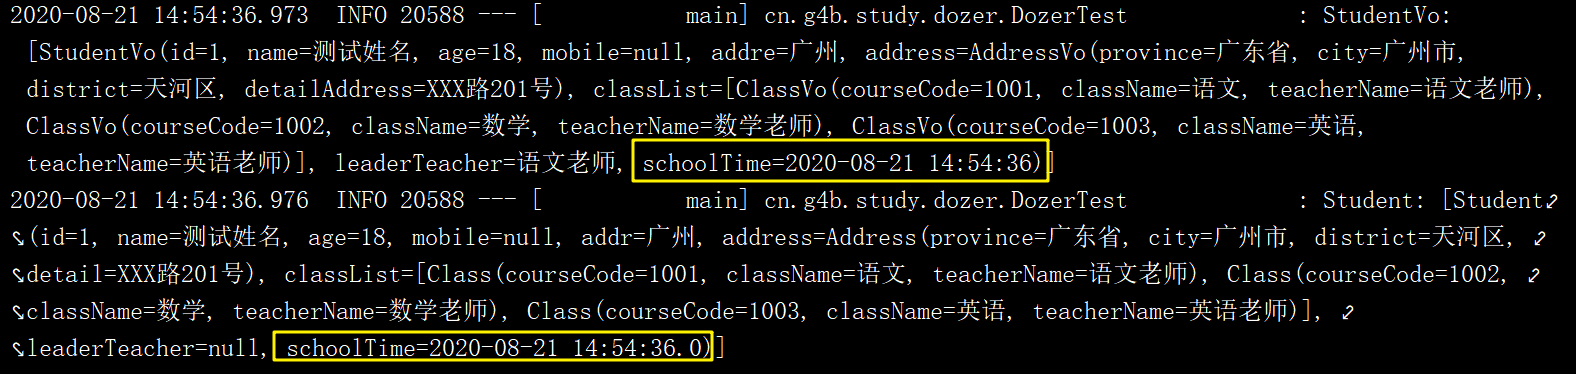 2020-08-21 14:54:36.973  INFO 20588 --- [           main] cn.g4b.study.dozer.DozerTest             : StudentVo:
[StudentVo(id=1, name=测试姓名, age=18, mobile=null, addre=广州, address=AddressVo(province=广东省, city=广州市,
district=天河区, detailAddress=XXX路201号), classList=[ClassVo(courseCode=1001, className=语文, teacherName=语文老师),
ClassVo(courseCode=1002, className=数学, teacherName=数学老师), ClassVo(courseCode=1003, className=英语,
teacherName=英语老师)], leaderTeacher=语文老师, schoolTime=2020-08-21 14:54:36)]
2020-08-21 14:54:36.976  INFO 20588 --- [           main] cn.g4b.study.dozer.DozerTest             : Student: [Student
(id=1, name=测试姓名, age=18, mobile=null, addr=广州, address=Address(province=广东省, city=广州市, district=天河区,
detail=XXX路201号), classList=[Class(courseCode=1001, className=语文, teacherName=语文老师), Class(courseCode=1002,
className=数学, teacherName=数学老师), Class(courseCode=1003, className=英语, teacherName=英语老师)],
leaderTeacher=null, schoolTime=2020-08-21 14:54:36.0)]